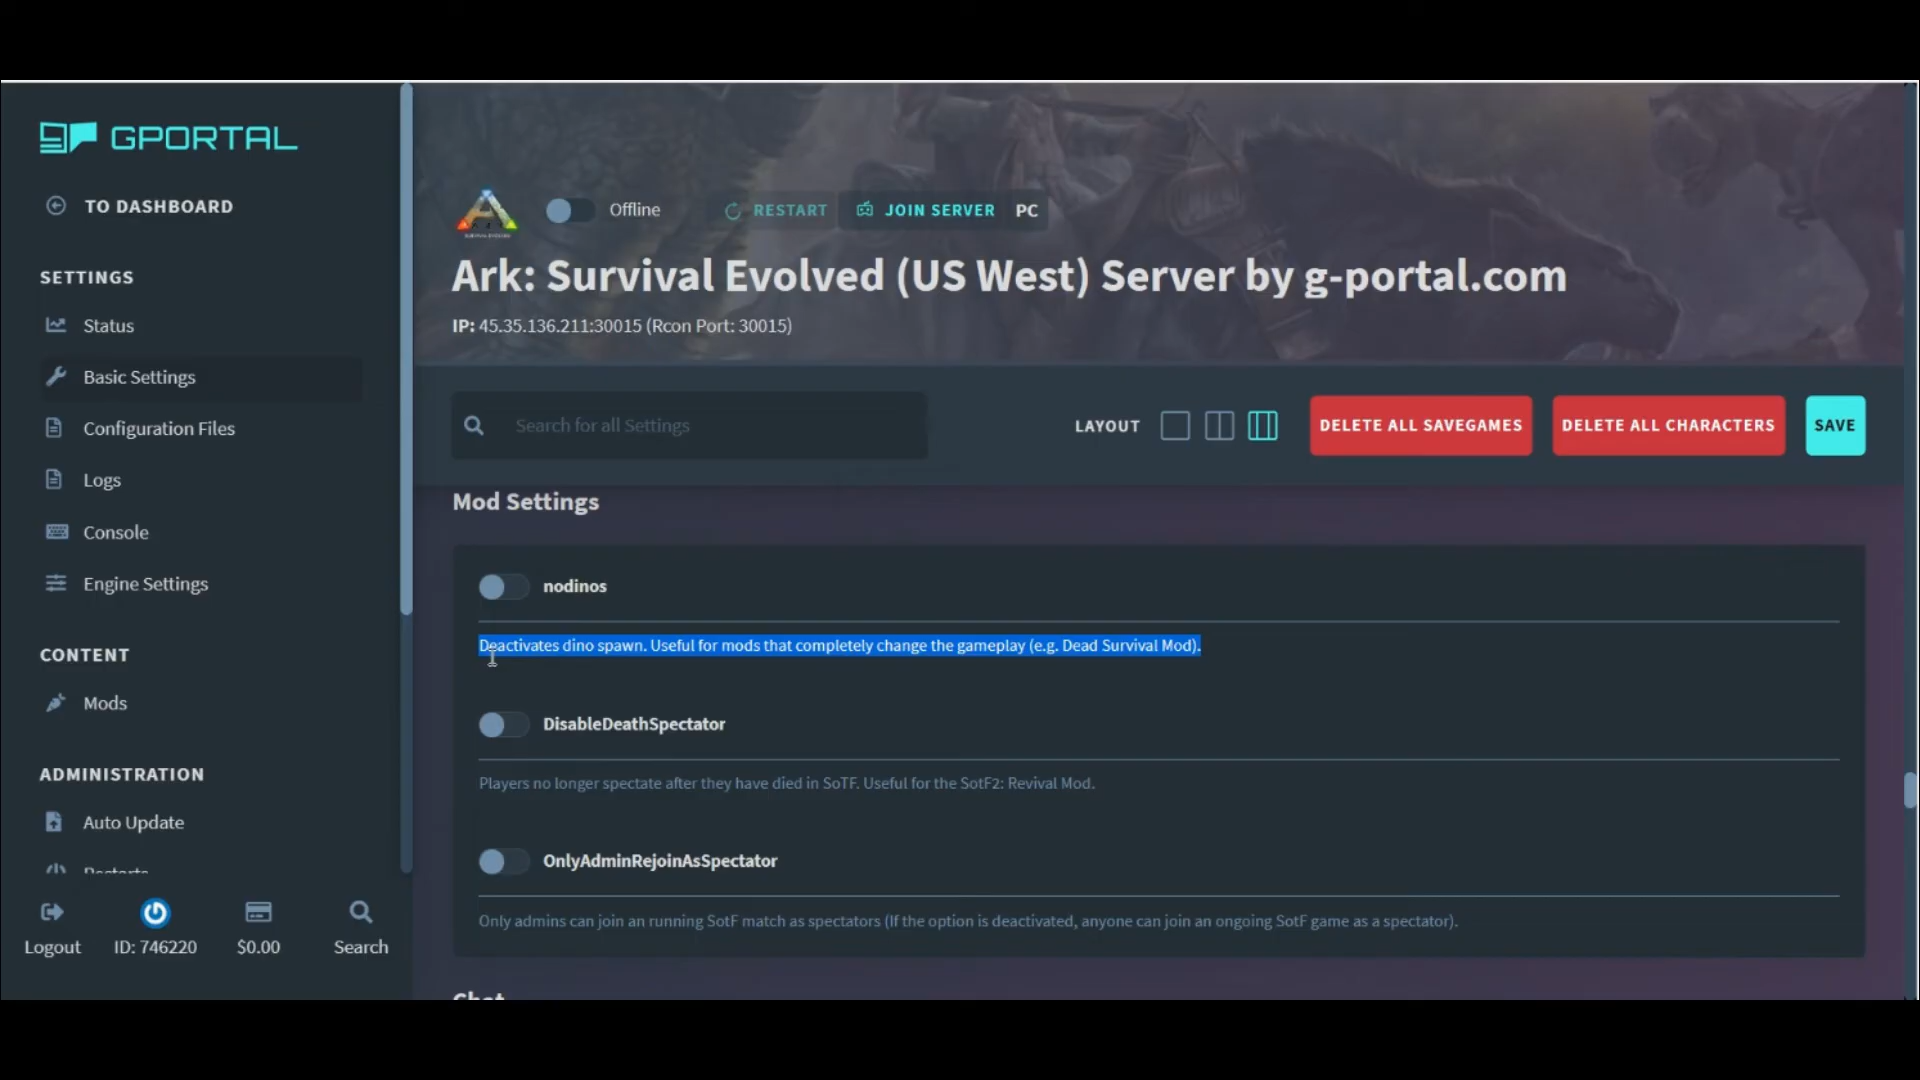 GPORTAL
TO DASHBOARD
SETTINGS
Status
Basic Settings
Configuration Files
Logs
Console
Engine Settings
CONTENT
Mods
ADMINISTRATION
Auto Update
Restarts
Logout
ID: 746220
$0.00
Search
Offline
RESTART
JOIN SERVER
PC
Ark: Survival Evolved (US West) Server by g-portal.com
IP: 45.35.136.211:30015 (Rcon Port: 30015)
Search for all Settings
LAYOUT
DELETE ALL SAVEGAMES
DELETE ALL CHARACTERS
SAVE
Mod Settings
nodinos
Deactivates dino spawn. Useful for mods that completely change the gameplay (e.g. Dead Survival Mod).
DisableDeathSpectator
Players no longer spectate after they have died in SoTF. Useful for the SotF2: Revival Mod.
OnlyAdminRejoinAsSpectator
Only admins can join an running SotF match as spectators (If the option is deactivated, anyone can join an ongoing SotF game as a spectator).
Chat